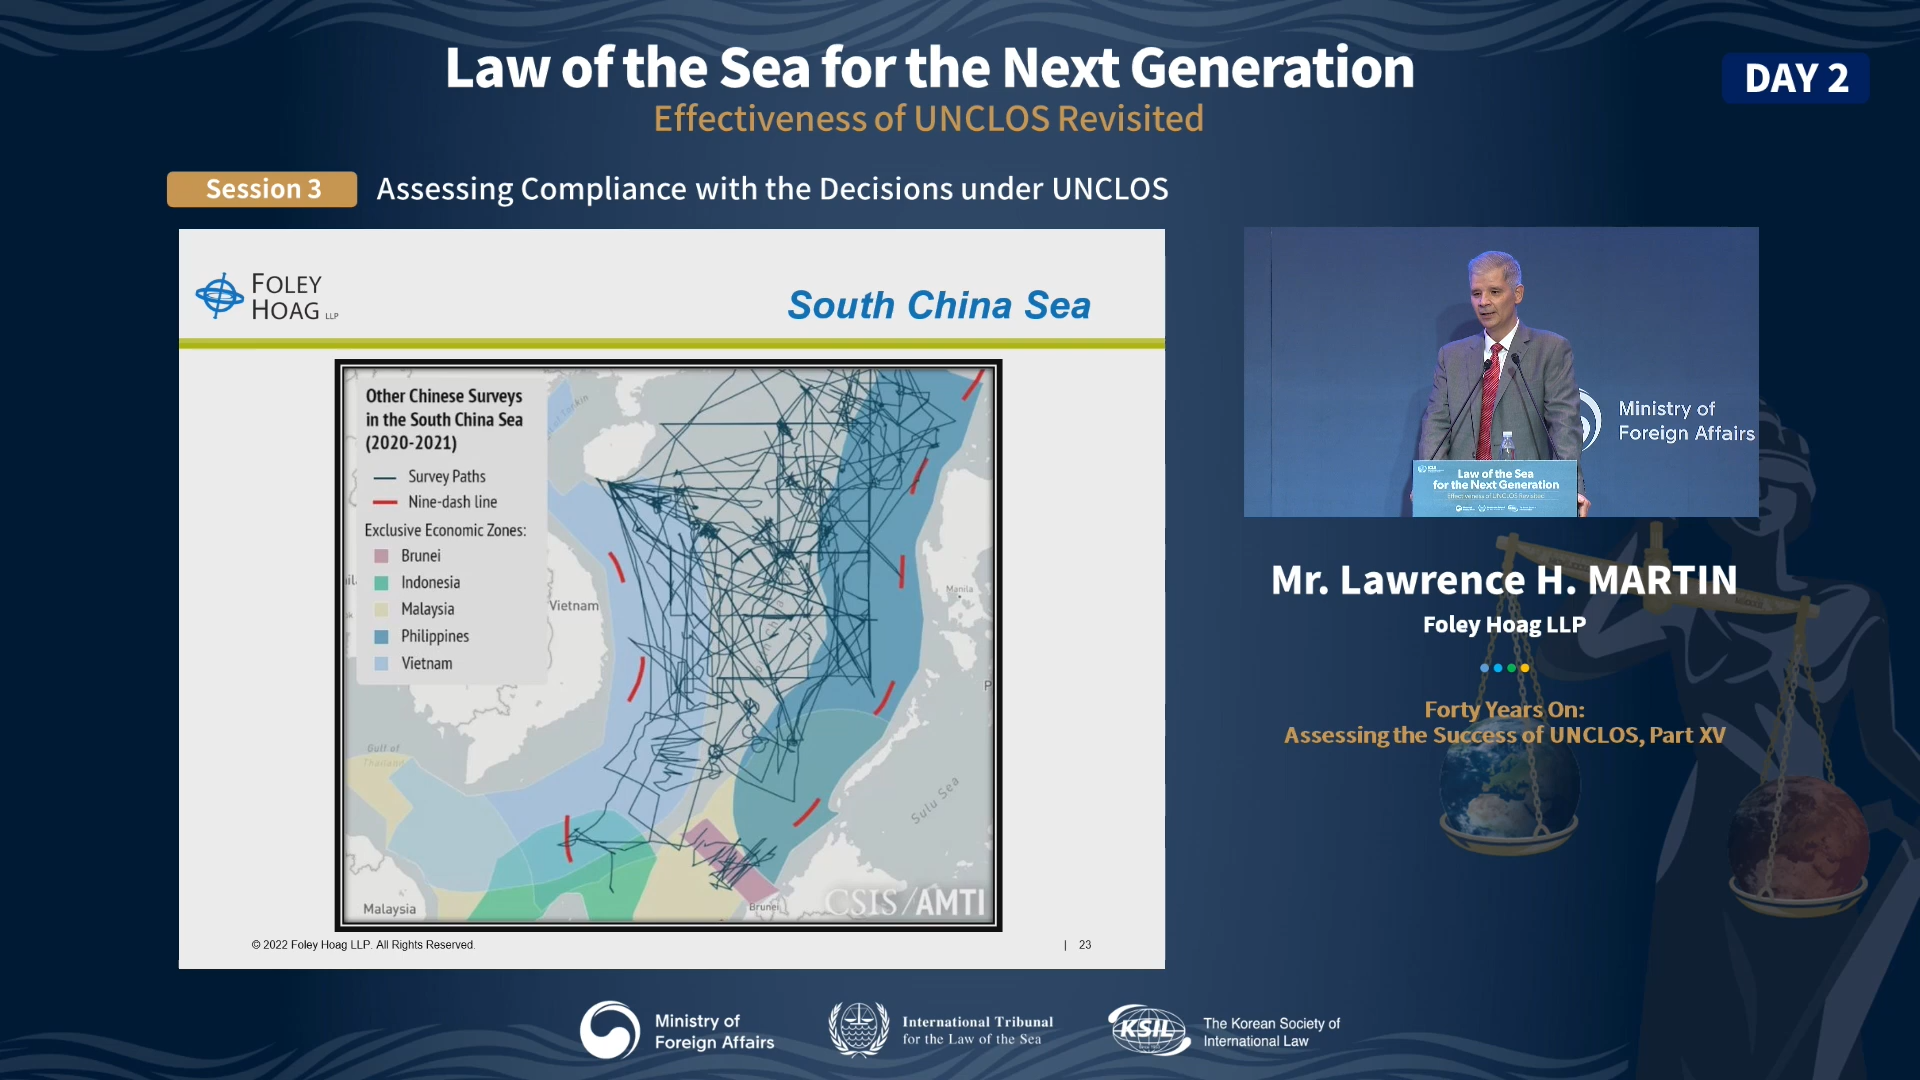 Law of the Sea for the Next Generation
Effectiveness of UNCLOS Revisited
DAY 2
Session 3
Assessing Compliance with the Decisions under UNCLOS
FOLEY
HOAG LLP
South China Sea
Other Chinese Surveys
in the South China Sea
(2020-2021)
Survey Paths
Nine-dash line
Exclusive Economic Zones:
Brunei
Indonesia
Malaysia
Philippines
Vietnam
Vietnam
Manila
Gulf of
Thailand
Sulu Sea
P
Malaysia
Brunei
CSIS/AMTI
© 2022 Foley Hoag LLP. All Rights Reserved.
| 23
Ministry of
Foreign Affairs
Law of the Sea
for the Next Generation
Effectiveness of UNCLOS Revisited
Mr. Lawrence H. MARTIN
Foley Hoag LLP
Forty Years On:
Assessing the Success of UNCLOS, Part XV
Ministry of
Foreign Affairs
International Tribunal
for the Law of the Sea
KSIL
The Korean Society of
International Law